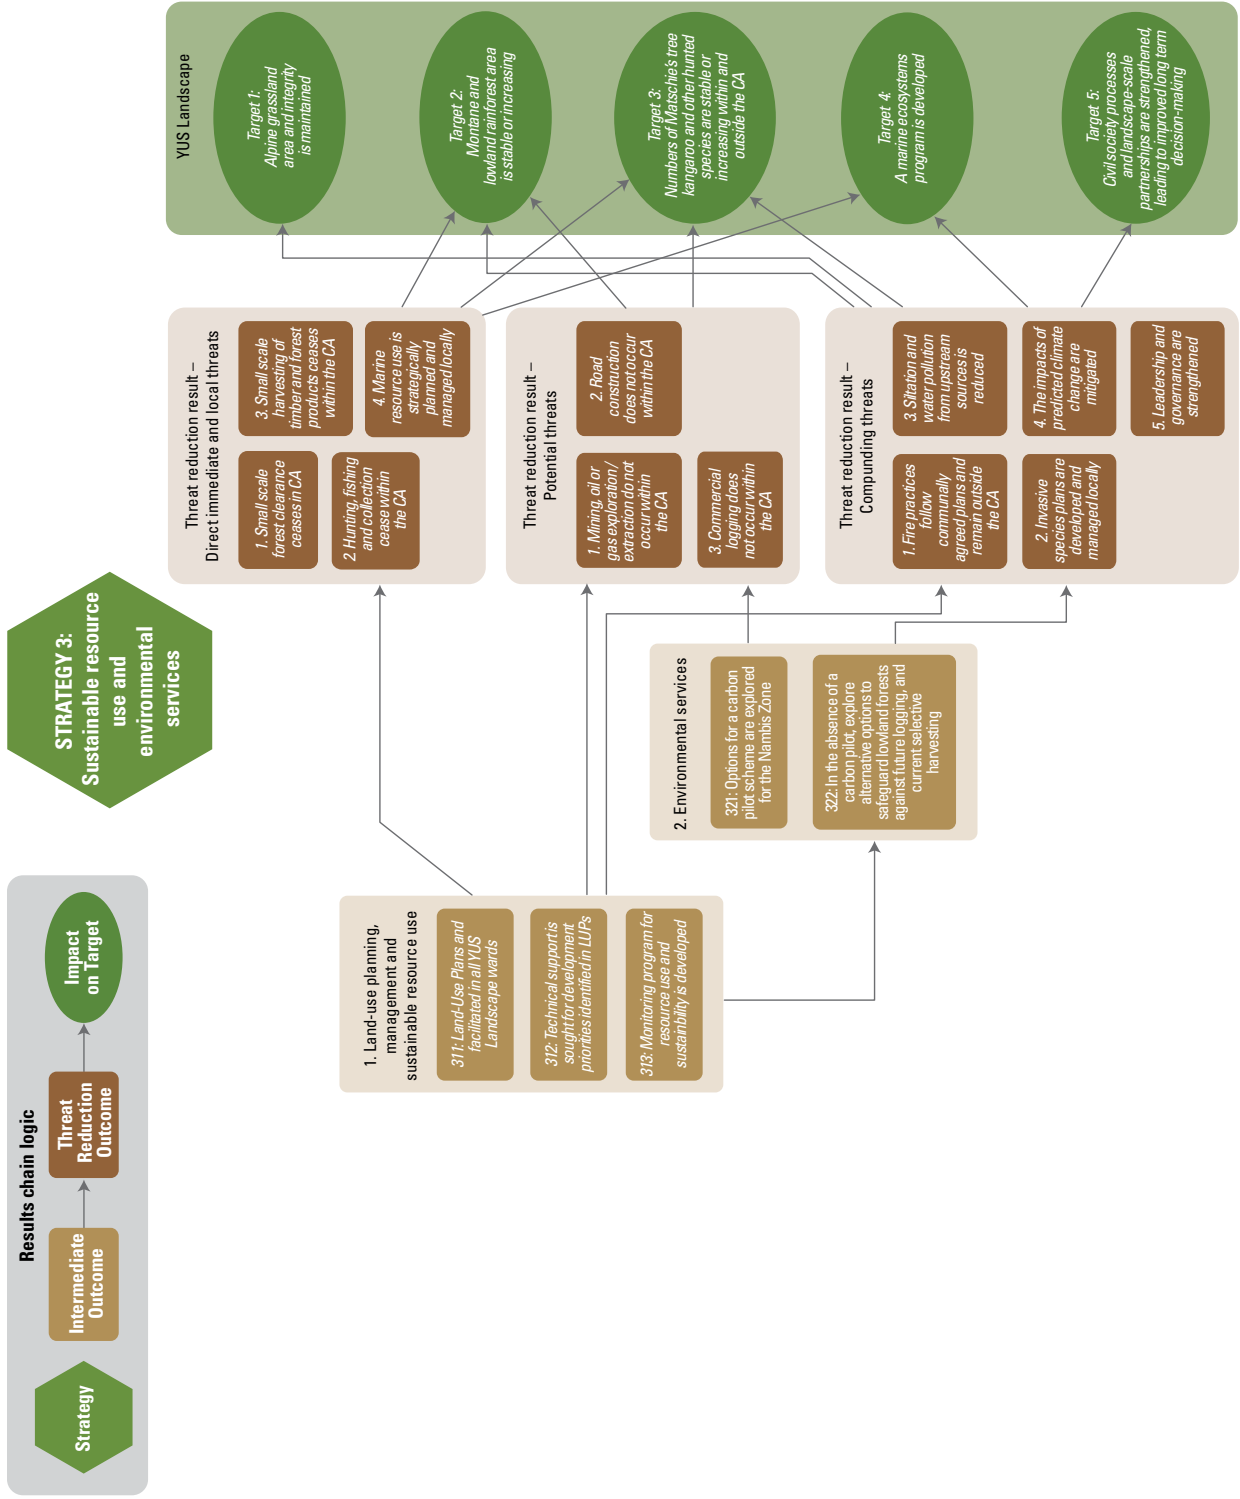 Results chain logic
Strategy
Intermediate
Outcome
Threat
Reduction
Outcome
Impact
on Target
STRATEGY 3:
Sustainable resource
use and
environmental
services
1. Land-use planning,
management and
sustainable resource use
311: Land-Use Plans and
facilitated in all YUS
Landscape wards
312: Technical support is
sought for development
priorities identified in LUPs
313: Monitoring program for
resource use and
sustainbility is developed
2. Environmental services
321: Options for a carbon
pilot scheme are explored
for the Nambis Zone
322: In the absence of a
carbon pilot, explore
alternative options to
safeguard lowland forests
against future logging, and
current selective
harvesting
Threat reduction result –
Direct immediate and local threats
1. Small scale
forest clearance
ceases in CA
2. Hunting, fishing
and collection
cease within
the CA
3. Small scale
harvesting of
timber and forest
products ceases
within the CA
4. Marine
resource use is
strategically
planned and
managed locally
Threat reduction result –
Potential threats
1. Mining, oil or
gas exploration/
extraction do not
occur within
the CA
2. Road
construction
does not occur
within the CA
3. Commercial
logging does
not occur within
the CA
Threat reduction result –
Compounding threats
1. Fire practices
follow
communally
agreed plans and
remain outside
the CA
2. Invasive
species plans are
developed and
managed locally
3. Siltation and
water pollution
from upstream
sources is
reduced
4. The impacts of
predicted climate
change are
mitigated
5. Leadership and
governance are
strengthened
YUS Landscape
Target 1:
Alpine grassland
area and integrity
is maintained
Target 2:
Montane and
lowland rainforest area
is stable or increasing
Target 3:
Numbers of Matschie's tree
kangaroo and other hunted
species are stable or
increasing within and
outside the CA
Target 4:
A marine ecosystems
program is developed
Target 5:
Civil society processes
and landscape-scale
partnerships are strengthened,
leading to improved long term
decision-making